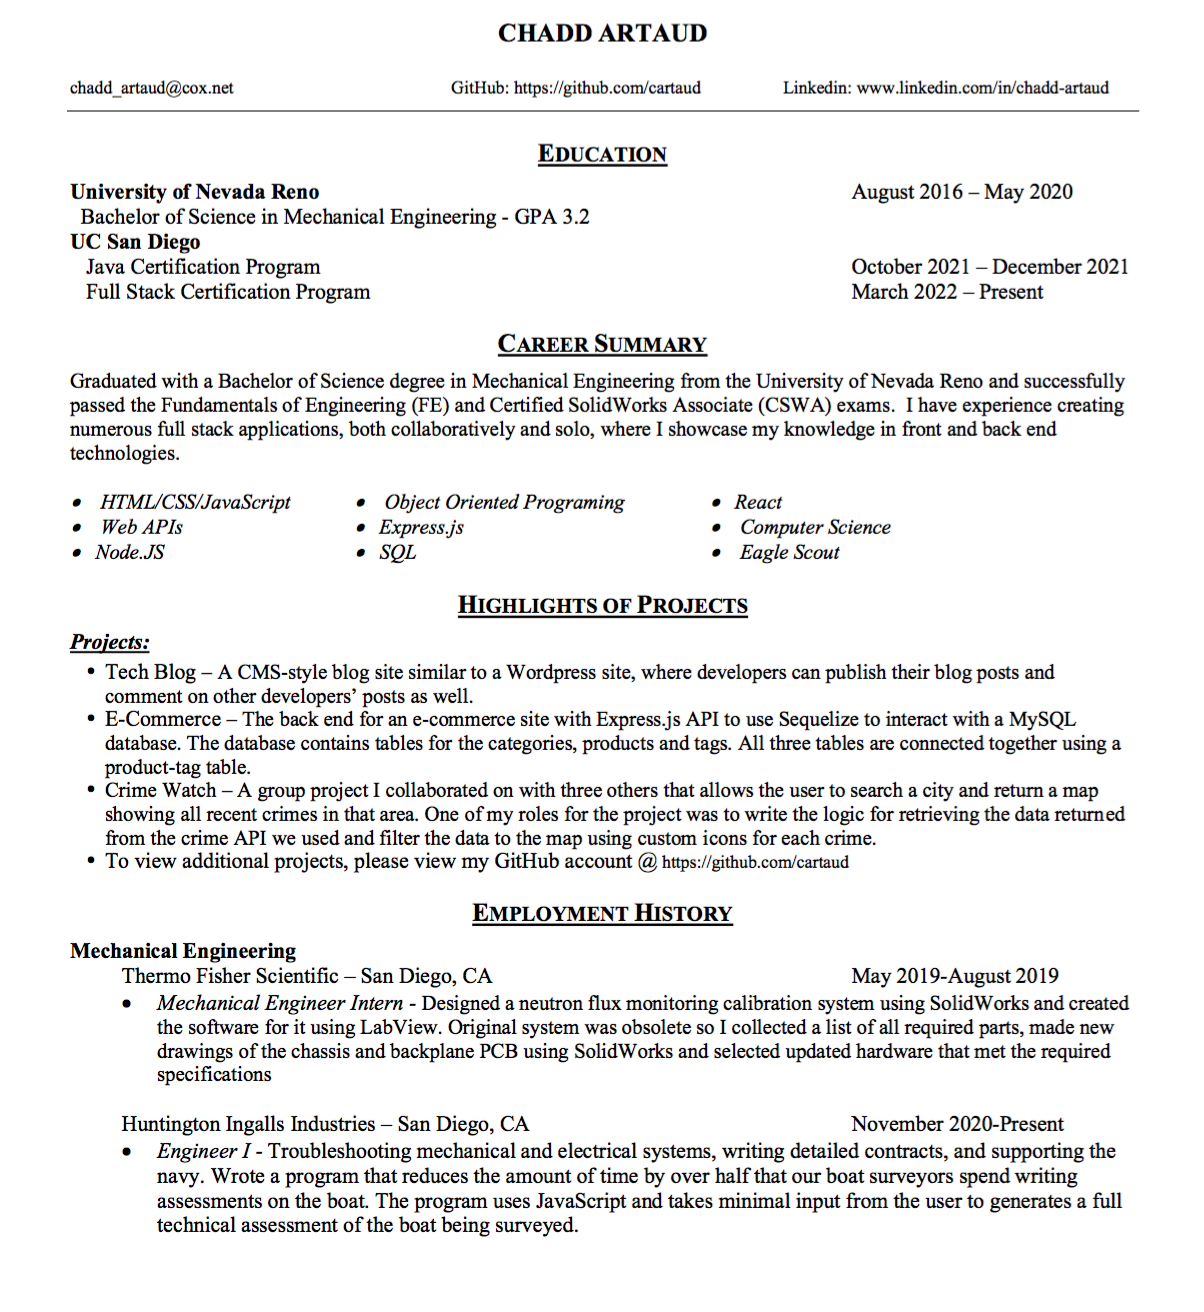 CHADD ARTAUD
chadd_artaud@cox.net GitHub: https://github.com/cartaud Linkedin: www.linkedin.com/in/chadd-artaud
EDUCATION
University of Nevada Reno August 2016 – May 2020
Bachelor of Science in Mechanical Engineering - GPA 3.2
UC San Diego
Java Certification Program October 2021 – December 2021
Full Stack Certification Program March 2022 – Present
CAREER SUMMARY
Graduated with a Bachelor of Science degree in Mechanical Engineering from the University of Nevada Reno and successfully
passed the Fundamentals of Engineering (FE) and Certified SolidWorks Associate (CSWA) exams. I have experience creating
numerous full stack applications, both collaboratively and solo, where I showcase my knowledge in front and back end
technologies.
• HTML/CSS/JavaScript • Object Oriented Programing • React
• Web APIs • Express.js • Computer Science
• Node.JS • SQL • Eagle Scout
HIGHLIGHTS OF PROJECTS
Projects:
• Tech Blog – A CMS-style blog site similar to a Wordpress site, where developers can publish their blog posts and
comment on other developers’ posts as well.
• E-Commerce – The back end for an e-commerce site with Express.js API to use Sequelize to interact with a MySQL
database. The database contains tables for the categories, products and tags. All three tables are connected together using a
product-tag table.
• Crime Watch – A group project I collaborated on with three others that allows the user to search a city and return a map
showing all recent crimes in that area. One of my roles for the project was to write the logic for retrieving the data returned
from the crime API we used and filter the data to the map using custom icons for each crime.
• To view additional projects, please view my GitHub account @ https://github.com/cartaud
EMPLOYMENT HISTORY
Mechanical Engineering
Thermo Fisher Scientific – San Diego, CA May 2019-August 2019
• Mechanical Engineer Intern - Designed a neutron flux monitoring calibration system using SolidWorks and created
the software for it using LabView. Original system was obsolete so I collected a list of all required parts, made new
drawings of the chassis and backplane PCB using SolidWorks and selected updated hardware that met the required
specifications
Huntington Ingalls Industries – San Diego, CA November 2020-Present
• Engineer I - Troubleshooting mechanical and electrical systems, writing detailed contracts, and supporting the
navy. Wrote a program that reduces the amount of time by over half that our boat surveyors spend writing
assessments on the boat. The program uses JavaScript and takes minimal input from the user to generates a full
technical assessment of the boat being surveyed.